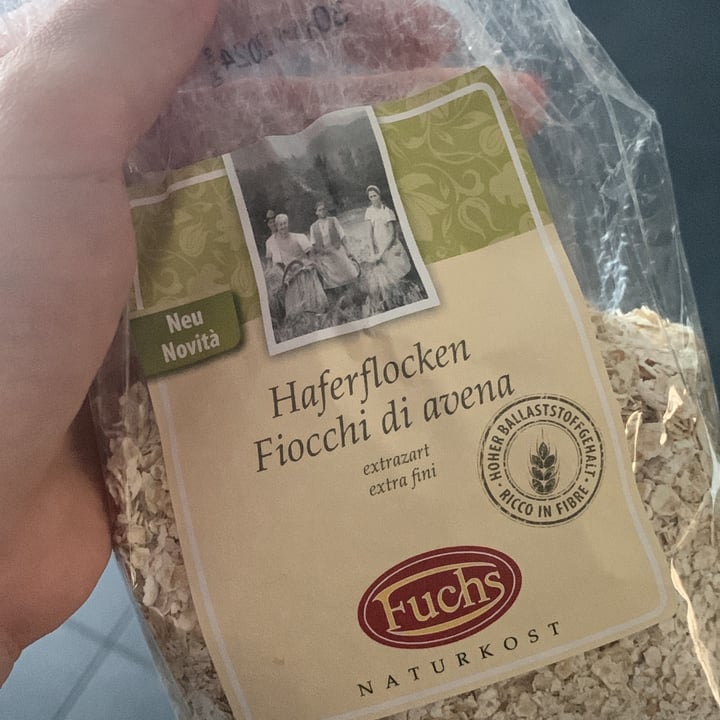 Neu
Novità
Haferflocken
Fiocchi di avena
extrazart
extra fini
HOHER BALLASTSTOFFGEHALT
RICCO IN FIBRE
Fuchs
NATURKOST